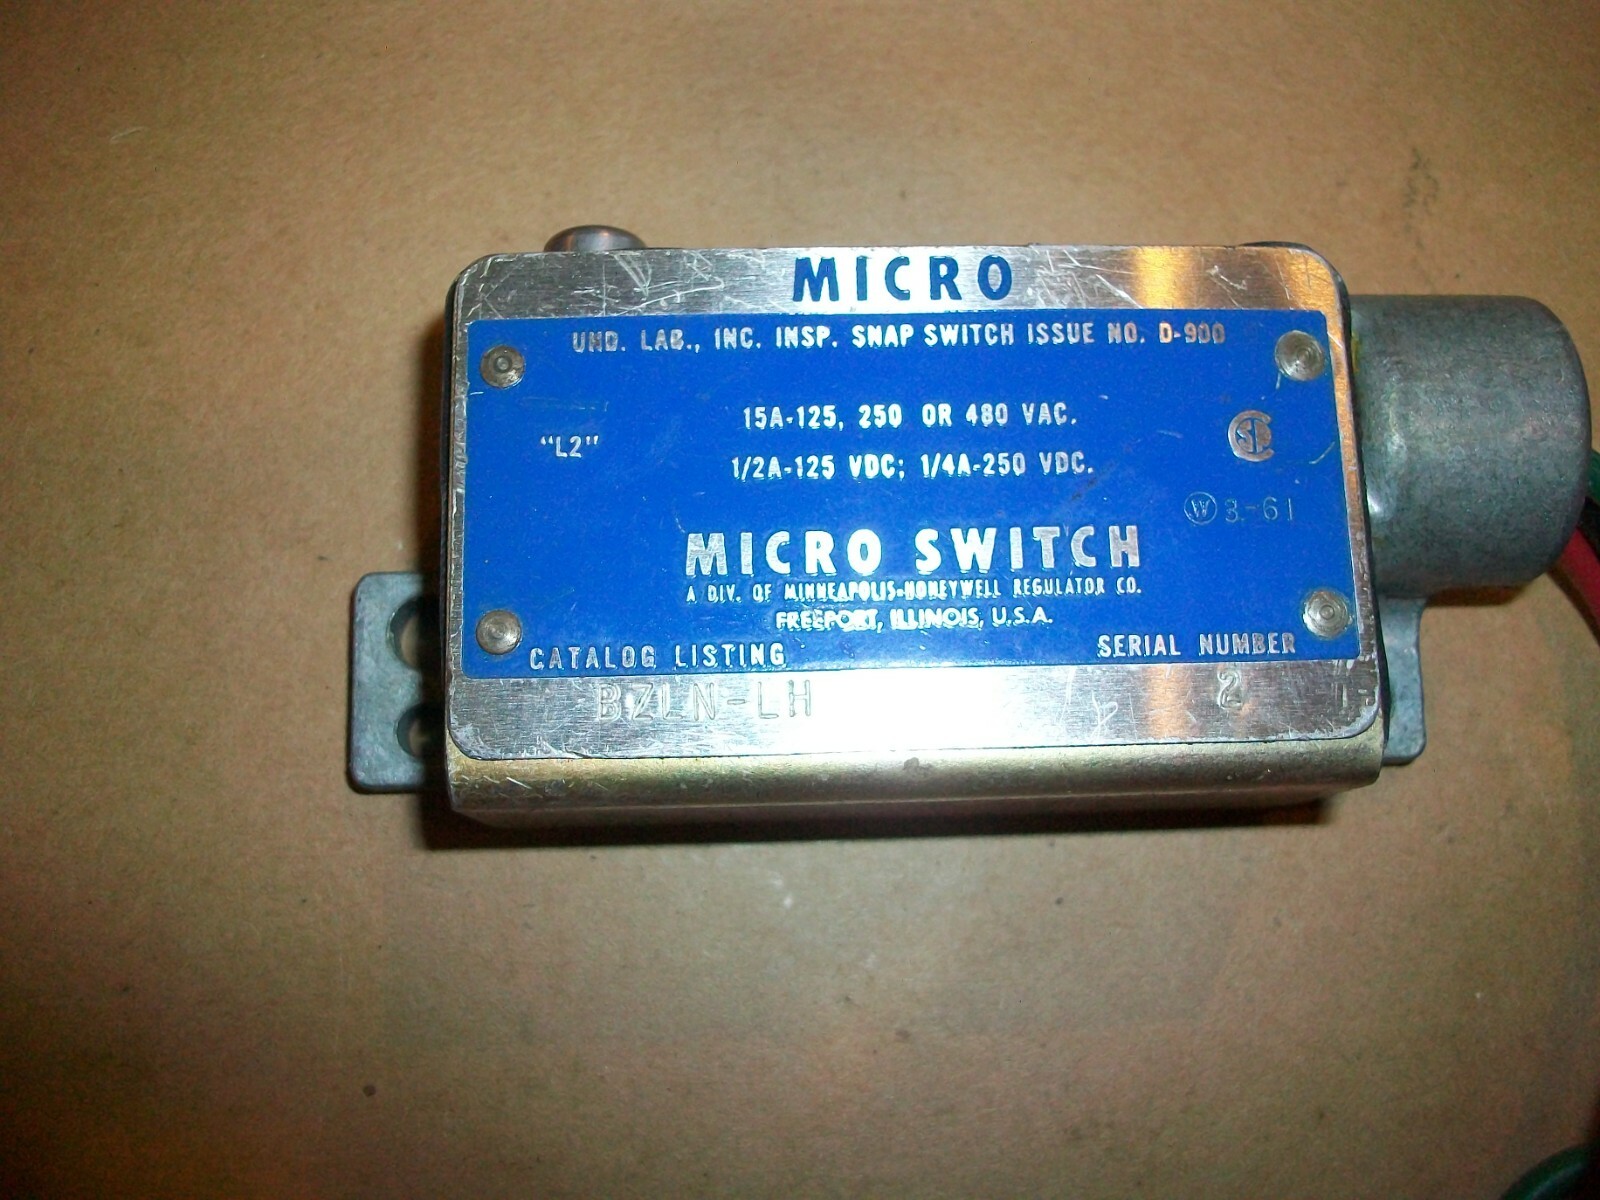 MICRO
UND. LAB., INC. INSP. SNAP SWITCH ISSUE NO. D-900
15A-125, 250 OR 480 VAC.
"L2"
1/2A-125 VDC; 1/4A-250 VDC.
W 3-61
MICRO SWITCH
A DIV. OF MINNEAPOLIS-HONEYWELL REGULATOR CO.
FREEPORT, ILLINOIS, U.S.A.
CATALOG LISTING SERIAL NUMBER
BZLN-LH 2